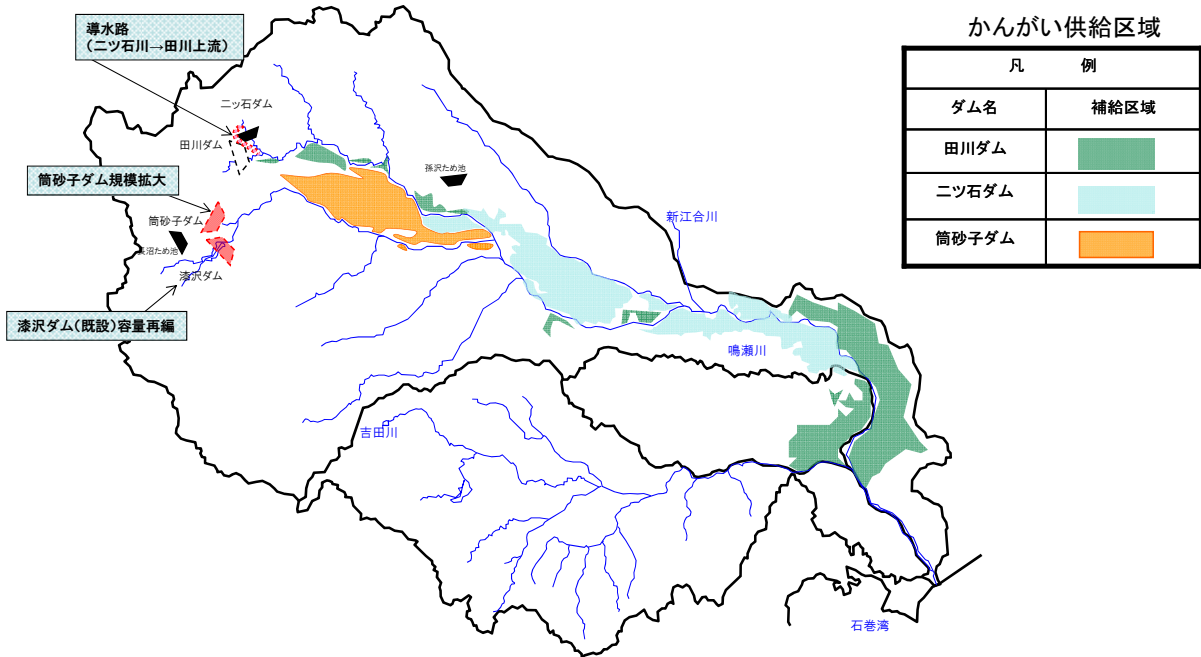 導水路
(二ツ石川→田川上流)
かんがい供給区域
凡 例
ダム名 補給区域
田川ダム
二ツ石ダム
筒砂子ダム
二ツ石ダム
田川ダム
筒砂子ダム規模拡大
孫沢ため池
筒砂子ダム
長沼ため池
漆沢ダム
漆沢ダム(既設)容量再編
新江合川
鳴瀬川
吉田川
石巻湾